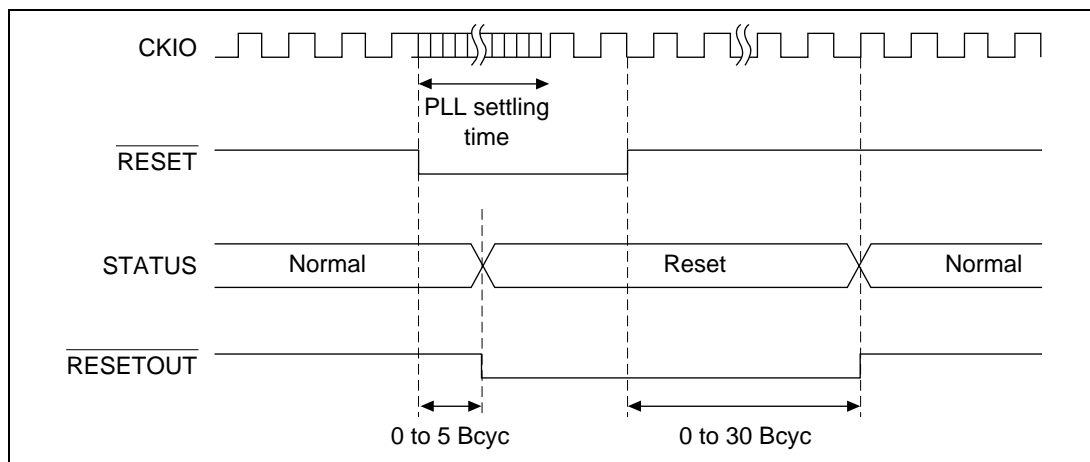 CKIO
PLL settling
time
RESET
STATUS
Normal
Reset
Normal
RESETOUT
0 to 5 Bcyc
0 to 30 Bcyc